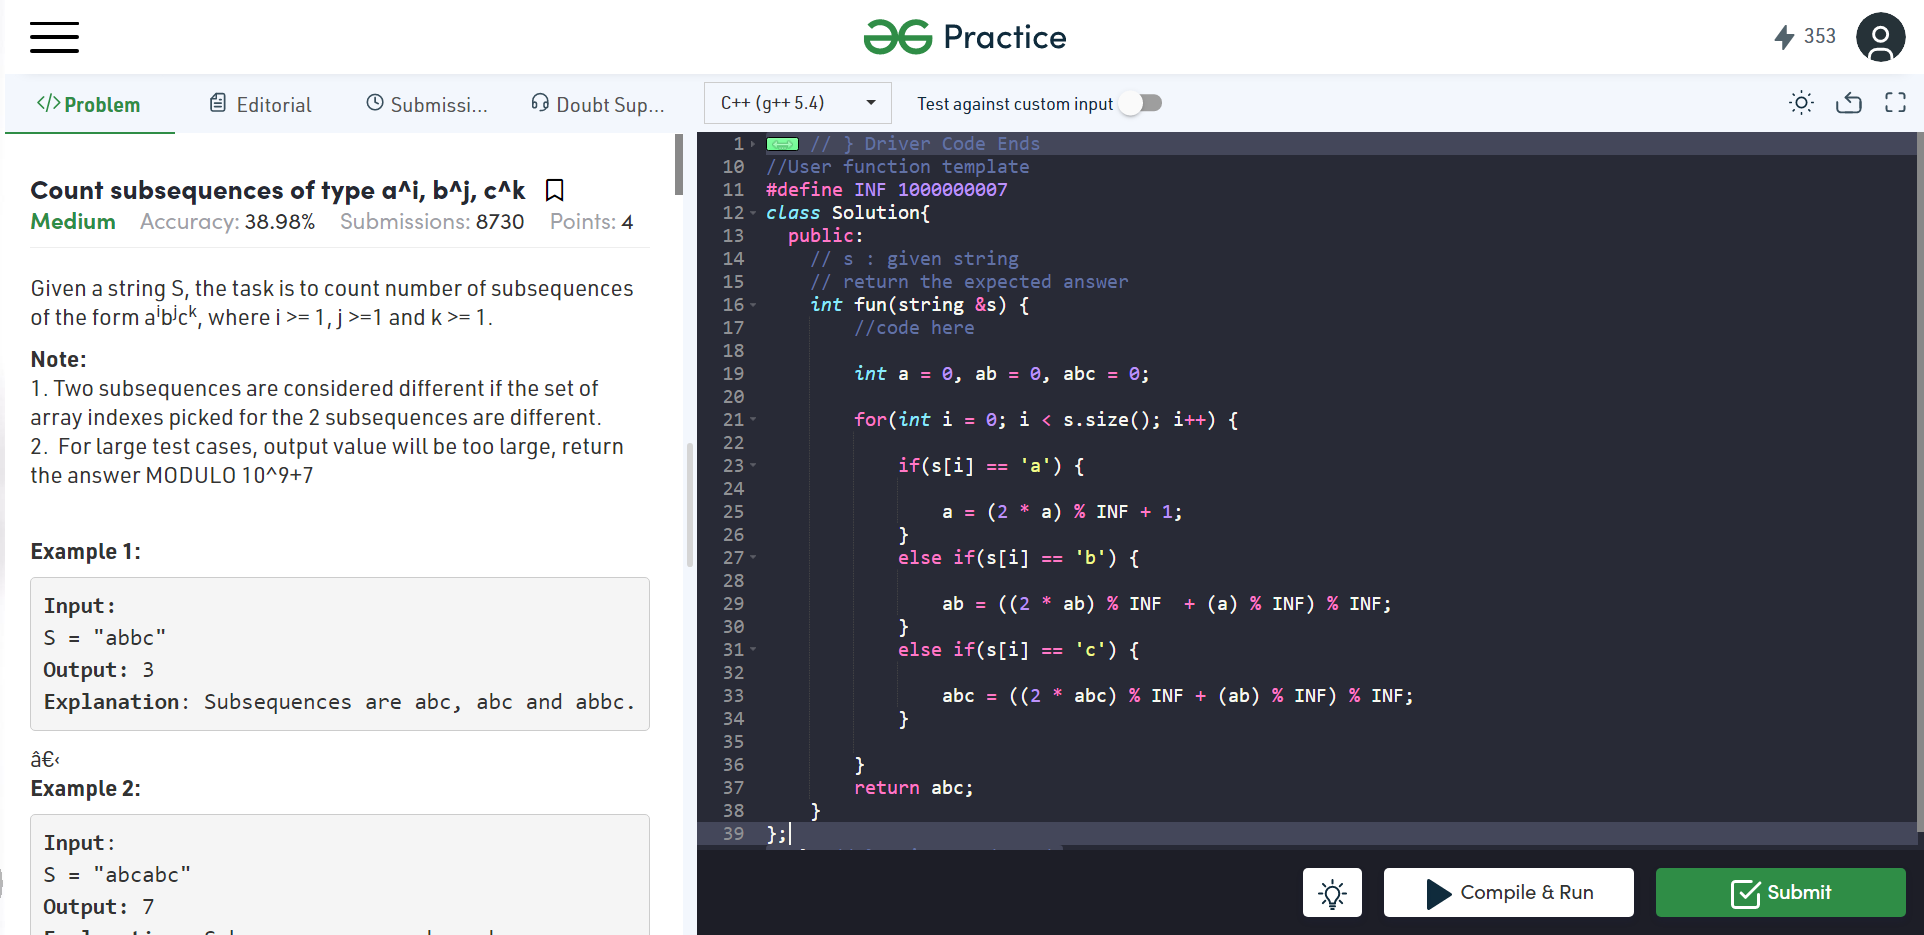 Practice
353
</>Problem
Editorial
Submissi...
Doubt Sup...
C++ (g++ 5.4)
Test against custom input
Count subsequences of type a^i, b^j, c^k
Medium Accuracy: 38.98% Submissions: 8730 Points: 4
Given a string S, the task is to count number of subsequences
of the form aⁱbʲcᵏ, where i >= 1, j >=1 and k >= 1.
Note:
1. Two subsequences are considered different if the set of
array indexes picked for the 2 subsequences are different.
2.  For large test cases, output value will be too large, return
the answer MODULO 10^9+7
Example 1:
Input:
S = "abbc"
Output: 3
Explanation: Subsequences are abc, abc and abbc.
â€‹
Example 2:
Input:
S = "abcabc"
Output: 7
1 // } Driver Code Ends
10 //User function template
11 #define INF 1000000007
12 class Solution{
13   public:
14     // s : given string
15     // return the expected answer
16     int fun(string &s) {
17         //code here
18
19         int a = 0, ab = 0, abc = 0;
20
21         for(int i = 0; i < s.size(); i++) {
22
23             if(s[i] == 'a') {
24
25                 a = (2 * a) % INF + 1;
26             }
27             else if(s[i] == 'b') {
28
29                 ab = ((2 * ab) % INF  + (a) % INF) % INF;
30             }
31             else if(s[i] == 'c') {
32
33                 abc = ((2 * abc) % INF + (ab) % INF) % INF;
34             }
35
36         }
37         return abc;
38     }
39 };
Compile & Run
Submit